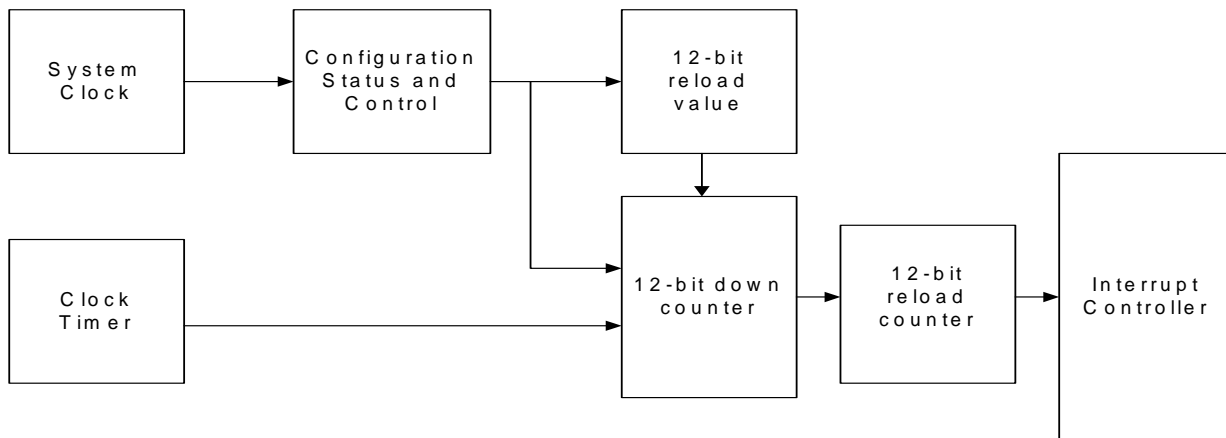 System
Clock
Configuration
Status and
Control
12-bit
reload
value
Clock
Timer
12-bit down
counter
12-bit
reload
counter
Interrupt
Controller